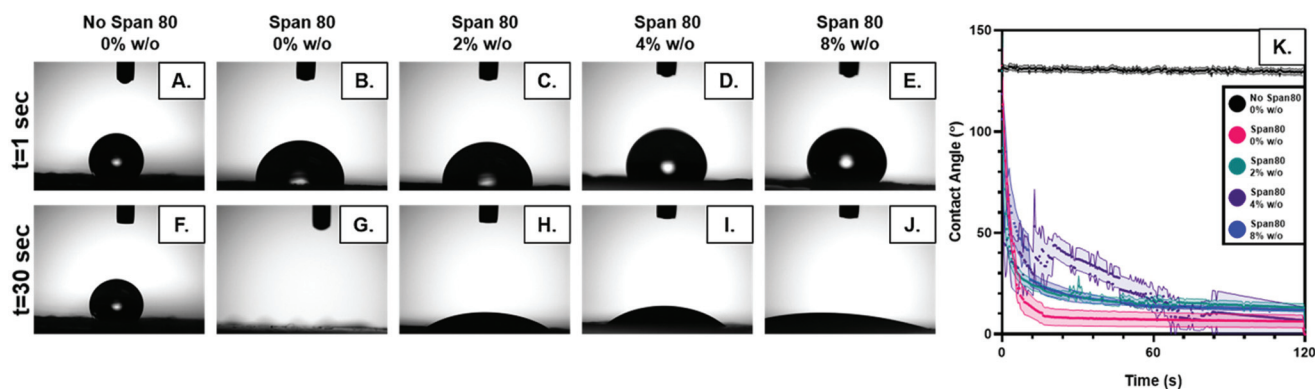 No Span 80
0% w/o
Span 80
0% w/o
Span 80
2% w/o
Span 80
4% w/o
Span 80
8% w/o
t=1 sec
A.
B.
C.
D.
E.
t=30 sec
F.
G.
H.
I.
J.
K.
Contact Angle (°)
150
100
50
0
0
60
120
Time (s)
No Span80
0% w/o
Span80
0% w/o
Span80
2% w/o
Span80
4% w/o
Span80
8% w/o